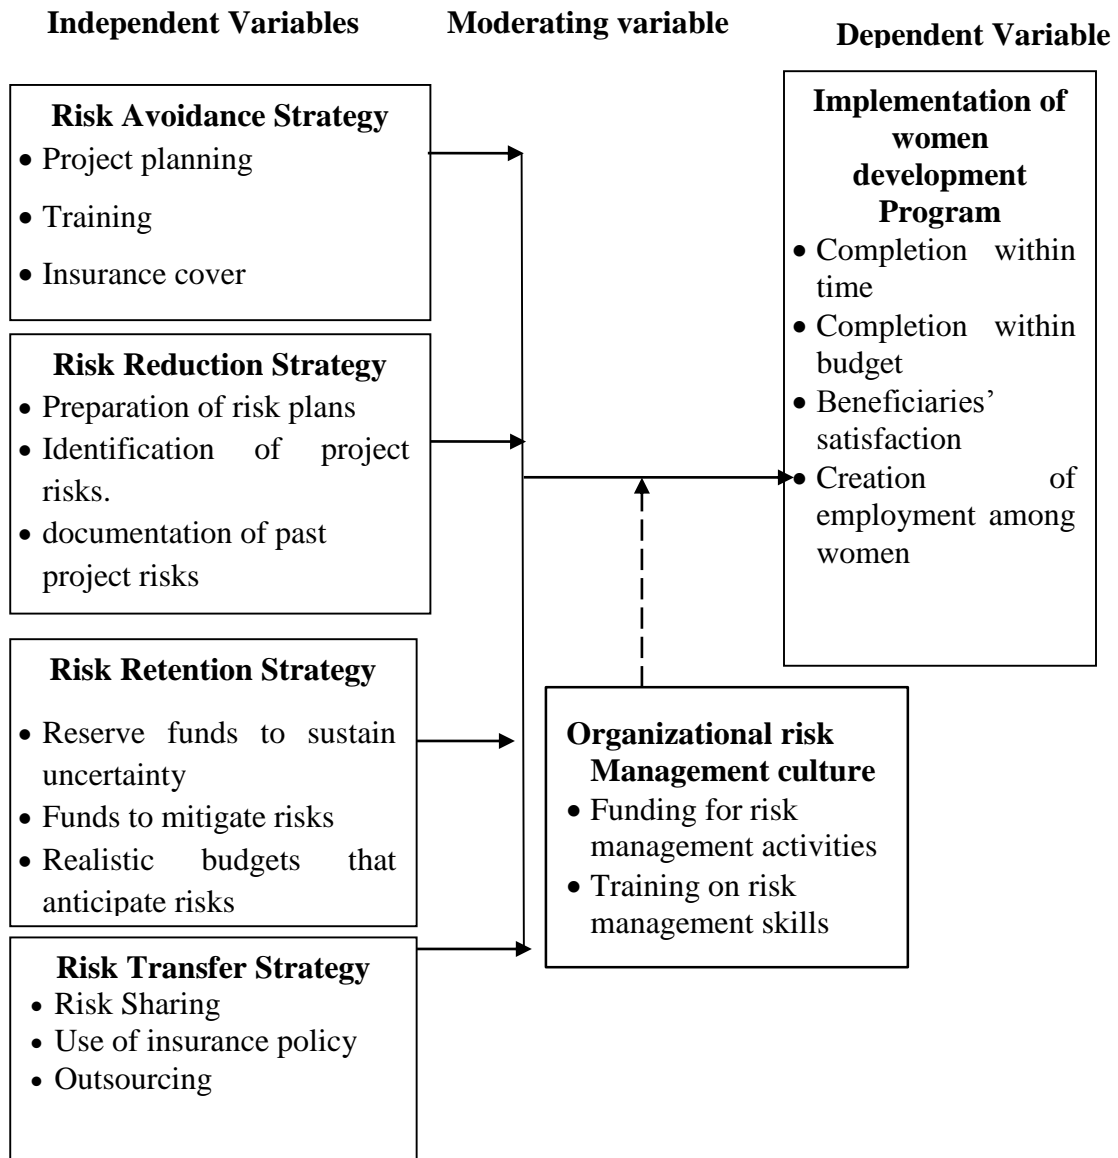 Independent Variables
Moderating variable
Dependent Variable
Risk Avoidance Strategy
• Project planning
• Training
• Insurance cover
Risk Reduction Strategy
• Preparation of risk plans
• Identification of project
risks.
• documentation of past
project risks
Risk Retention Strategy
• Reserve funds to sustain
uncertainty
• Funds to mitigate risks
• Realistic budgets that
anticipate risks
Risk Transfer Strategy
• Risk Sharing
• Use of insurance policy
• Outsourcing
Organizational risk
Management culture
• Funding for risk
management activities
• Training on risk
management skills
Implementation of
women
development
Program
• Completion within
time
• Completion within
budget
• Beneficiaries’
satisfaction
• Creation of
employment among
women